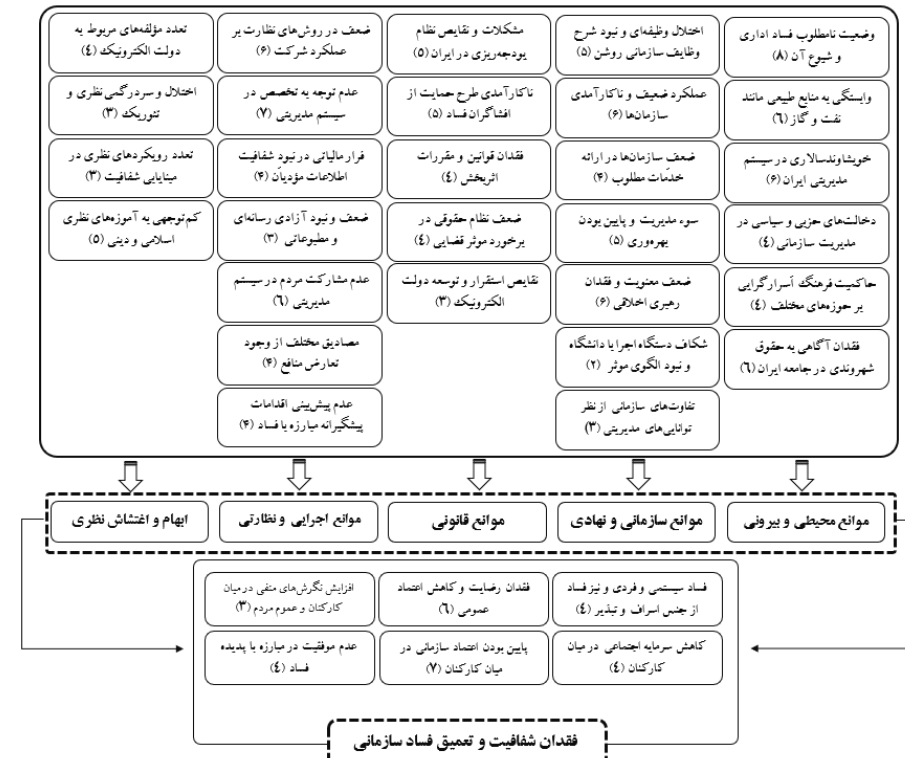 وضعیت نامطلوب فساد اداری
و شیوع آن (۸)
وابستگی به منابع طبیعی مانند
نفت و گاز (٦)
خویشاوندسالاری در سیستم
مدیریتی ایران (۶)
دخالت‌های حزبی و سیاسی در
مدیریت سازمانی (٤)
حاکمیت فرهنگ اَسرارگرایی
بر حوزه‌های مختلف (٤)
فقدان آگاهی به حقوق
شهروندی در جامعه ایران (٦)
اختلال وظیفه‌ای و نبود شرح
وظایف سازمانی روشن (۵)
عملکرد ضعیف و ناکارآمدی
سازمان‌ها (۶)
ضعف سازمان‌ها در ارائه
خدمات مطلوب (۴)
سوء مدیریت و پایین بودن
بهره‌وری (۵)
ضعف معنویت و فقدان
رهبری اخلاقی (۶)
شکاف دستگاه اجرا با دانشگاه
و نبود الگوی موثر (۲)
تفاوت‌های سازمانی از نظر
توانایی‌های مدیریتی (۳)
مشکلات و نقایص نظام
بودجه‌ریزی در ایران (۵)
ناکارآمدی طرح حمایت از
افشاگران فساد (۵)
فقدان قوانین و مقررات
اثربخش (٤)
ضعف نظام حقوقی در
برخورد موثر قضایی (٤)
نقایص استقرار و توسعه دولت
الکترونیک (۳)
ضعف در روش‌های نظارت بر
عملکرد شرکت (۶)
عدم توجه به تخصص در
سیستم مدیریتی (۷)
فرار مالیاتی در نبود شفافیت
اطلاعات مؤدیان (۴)
ضعف و نبود آزادی رسانه‌ای
و مطبوعاتی (۳)
عدم مشارکت مردم در سیستم
مدیریتی (٦)
مصادیق مختلف از وجود
تعارض منافع (۴)
عدم پیش‌بینی اقدامات
پیشگیرانه مبارزه با فساد (۴)
تعدد مؤلفه‌های مربوط به
دولت الکترونیک (٤)
اختلال و سردرگمی نظری و
تئوریک (۳)
تعدد رویکردهای نظری در
مبنایابی شفافیت (۳)
کم‌توجهی به آموزه‌های نظری
اسلامی و دینی (۵)
موانع محیطی و بیرونی
موانع سازمانی و نهادی
موانع قانونی
موانع اجرایی و نظارتی
ابهام و اغتشاش نظری
فساد سیستمی و فردی و نیز فساد
از جنس اسراف و تبذیر (٤)
فقدان رضایت و کاهش اعتماد
عمومی (٦)
افزایش نگرش‌های منفی در میان
کارکنان و عموم مردم (۳)
کاهش سرمایه اجتماعی در میان
کارکنان (٤)
پایین بودن اعتماد سازمانی در
میان کارکنان (۷)
عدم موفقیت در مبارزه با پدیده
فساد (٤)
فقدان شفافیت و تعمیق فساد سازمانی